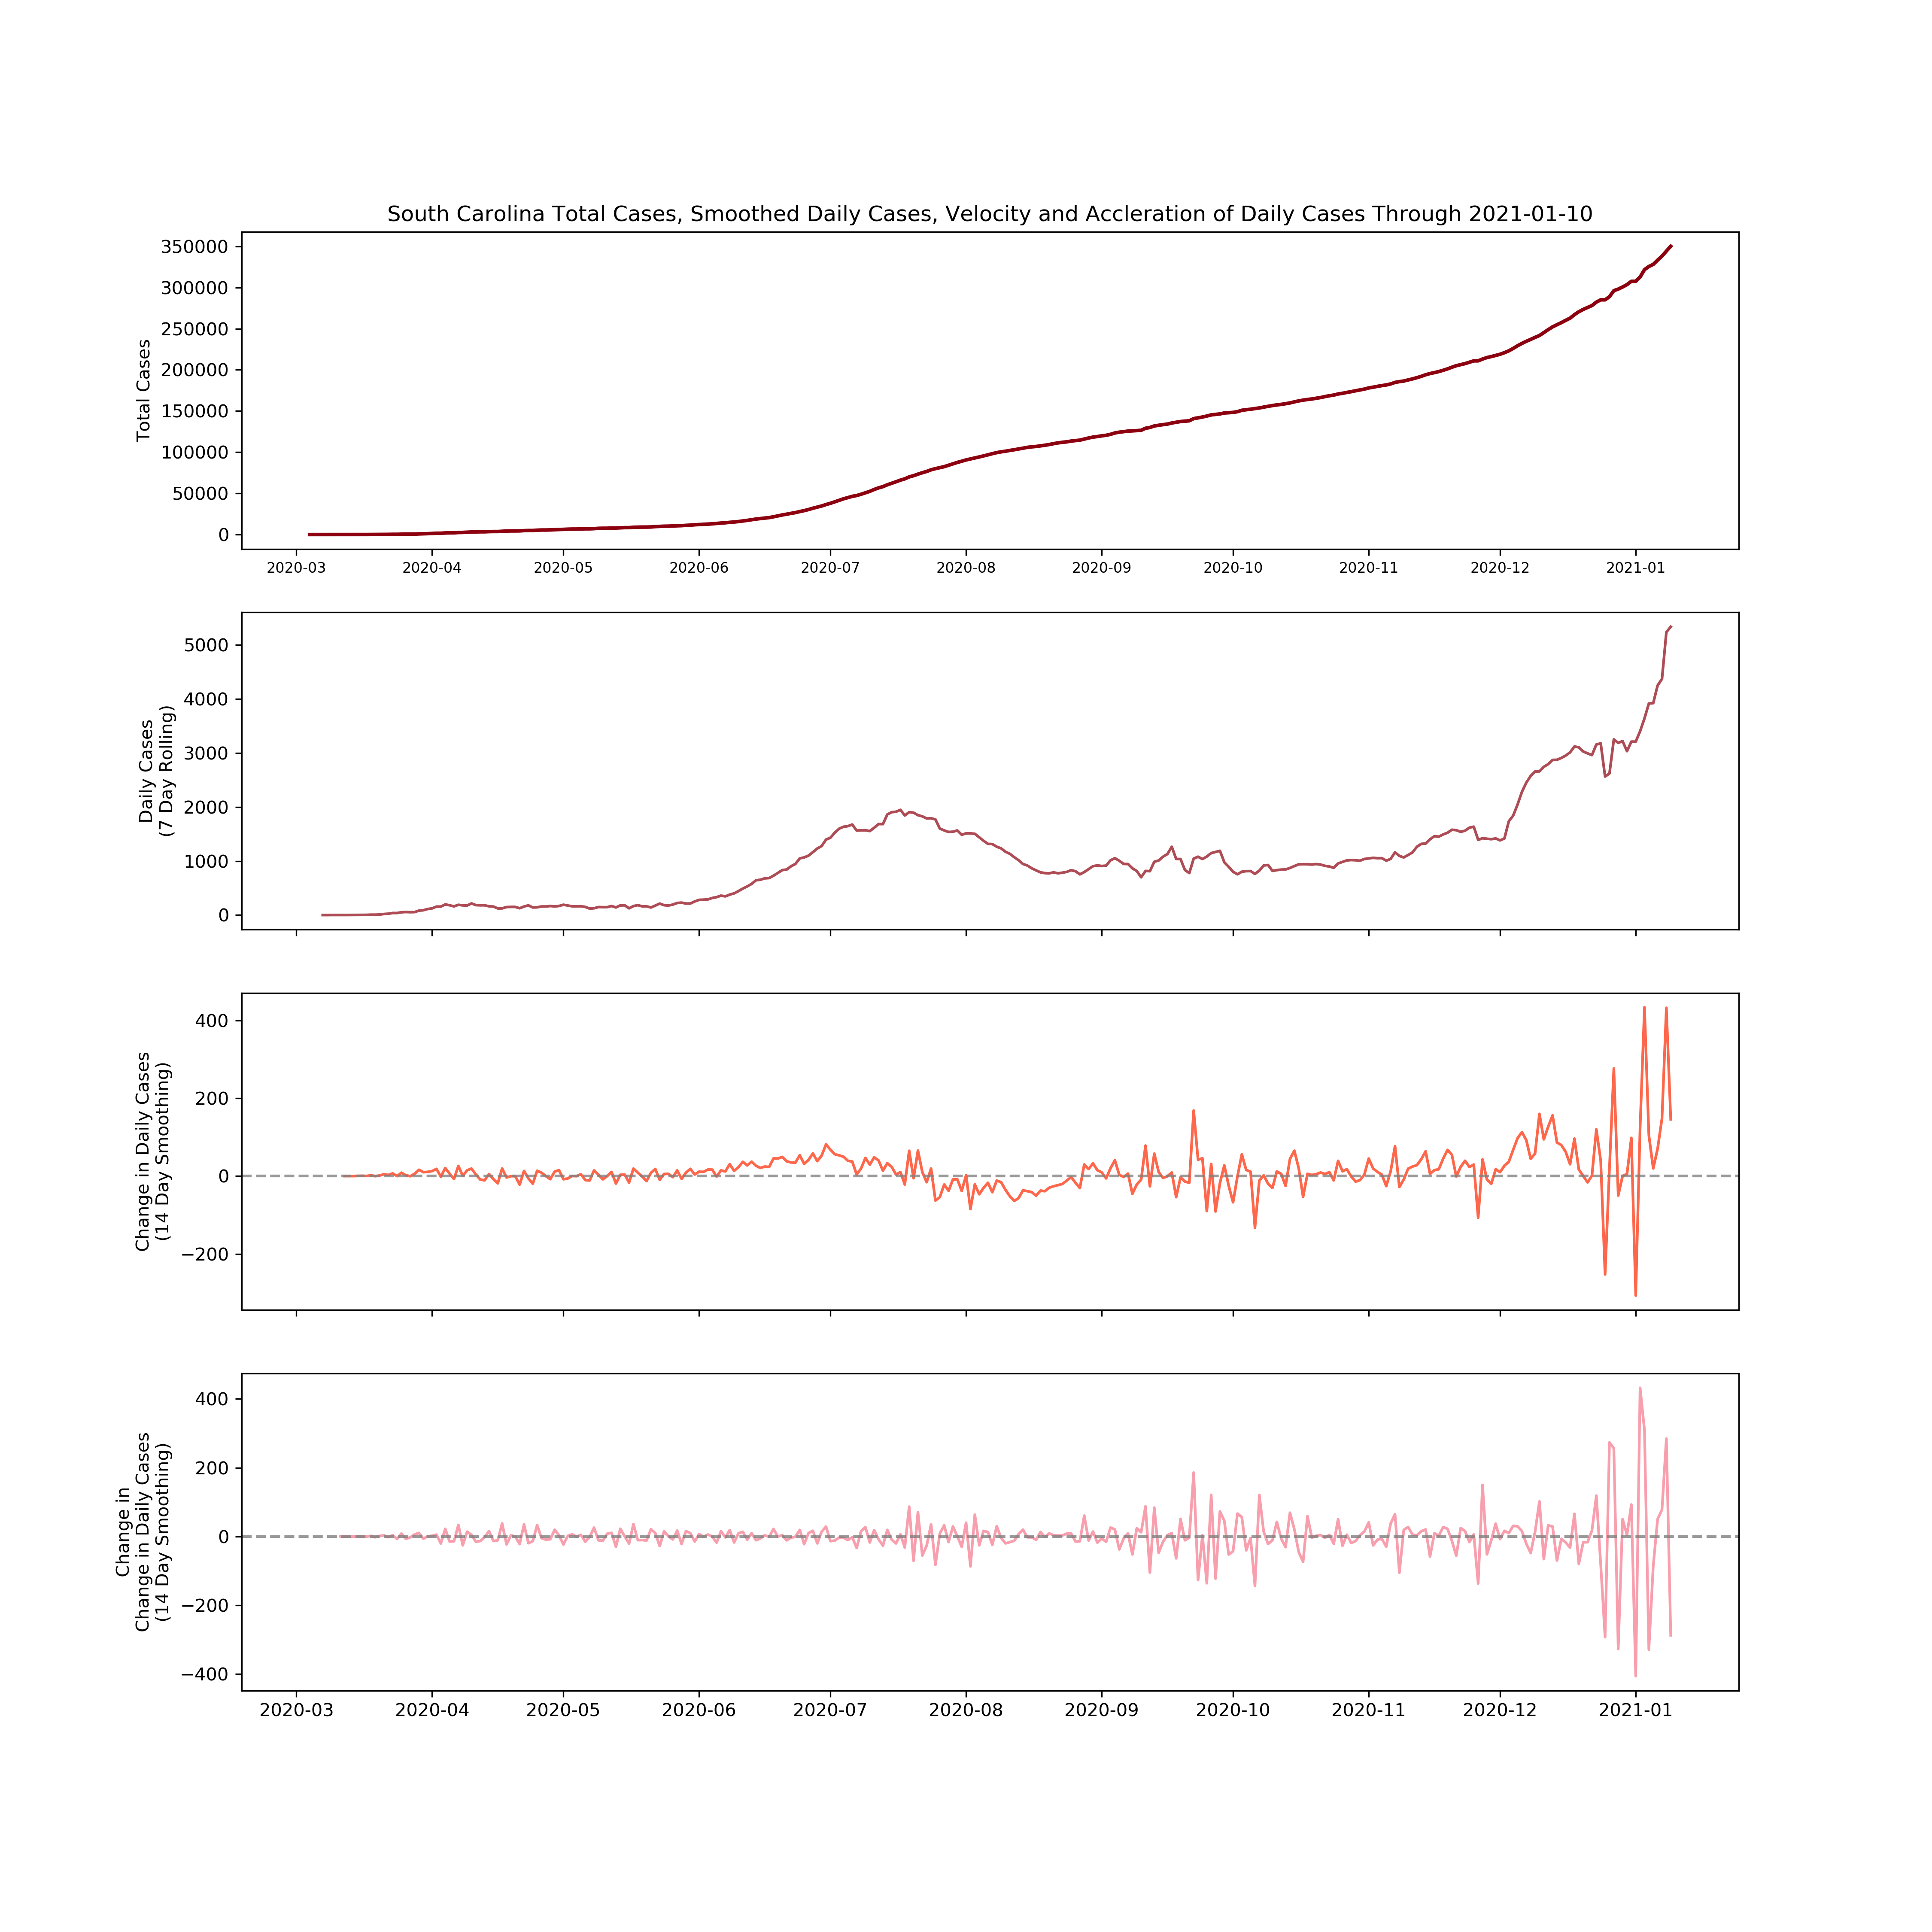 South Carolina Total Cases, Smoothed Daily Cases, Velocity and Accleration of Daily Cases Through 2021-01-10
Total Cases
350000
300000
250000
200000
150000
100000
50000
0
2020-03 2020-04 2020-05 2020-06 2020-07 2020-08 2020-09 2020-10 2020-11 2020-12 2021-01
Daily Cases
(7 Day Rolling)
5000
4000
3000
2000
1000
0
Change in Daily Cases
(14 Day Smoothing)
400
200
0
−200
Change in
Change in Daily Cases
(14 Day Smoothing)
400
200
0
−200
−400
2020-03 2020-04 2020-05 2020-06 2020-07 2020-08 2020-09 2020-10 2020-11 2020-12 2021-01